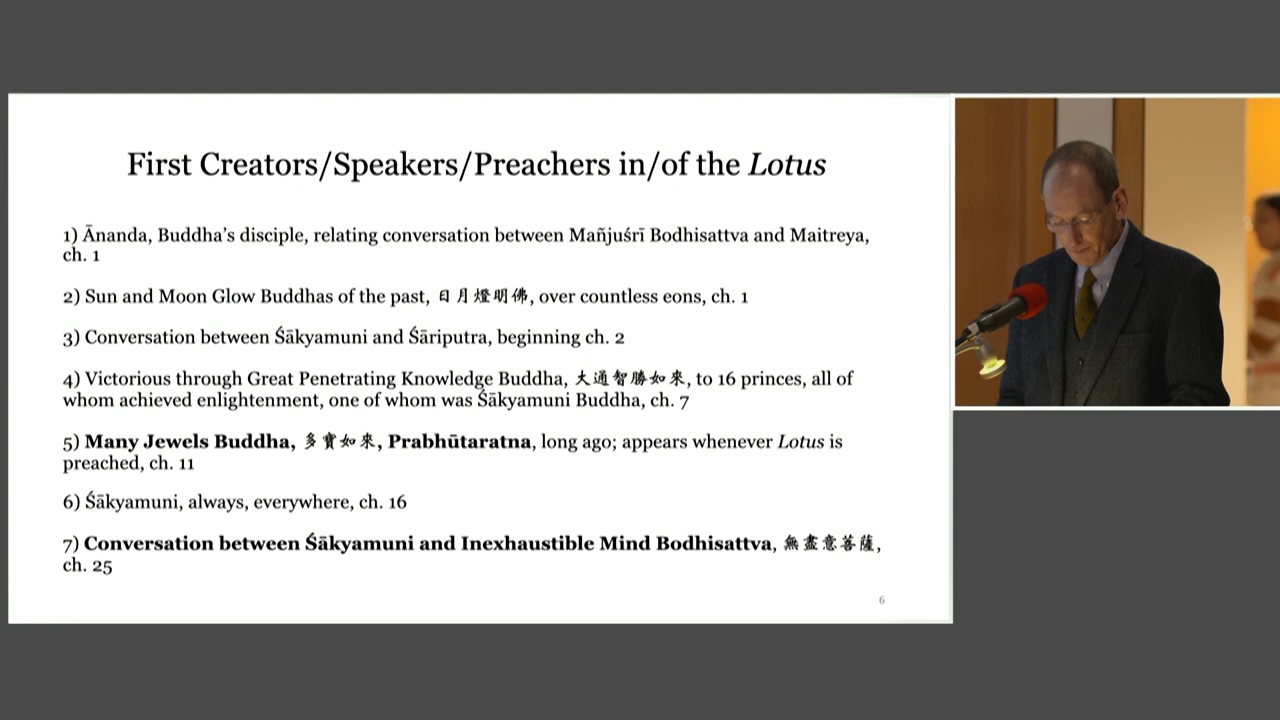 First Creators/Speakers/Preachers in/of the Lotus
1) Ānanda, Buddha’s disciple, relating conversation between Mañjuśrī Bodhisattva and Maitreya,
ch. 1
2) Sun and Moon Glow Buddhas of the past, 日月燈明佛, over countless eons, ch. 1
3) Conversation between Śākyamuni and Śāriputra, beginning ch. 2
4) Victorious through Great Penetrating Knowledge Buddha, 大通智勝如來, to 16 princes, all of
whom achieved enlightenment, one of whom was Śākyamuni Buddha, ch. 7
5) Many Jewels Buddha, 多寶如來, Prabhūtaratna, long ago; appears whenever Lotus is
preached, ch. 11
6) Śākyamuni, always, everywhere, ch. 16
7) Conversation between Śākyamuni and Inexhaustible Mind Bodhisattva, 無盡意菩薩,
ch. 25
6